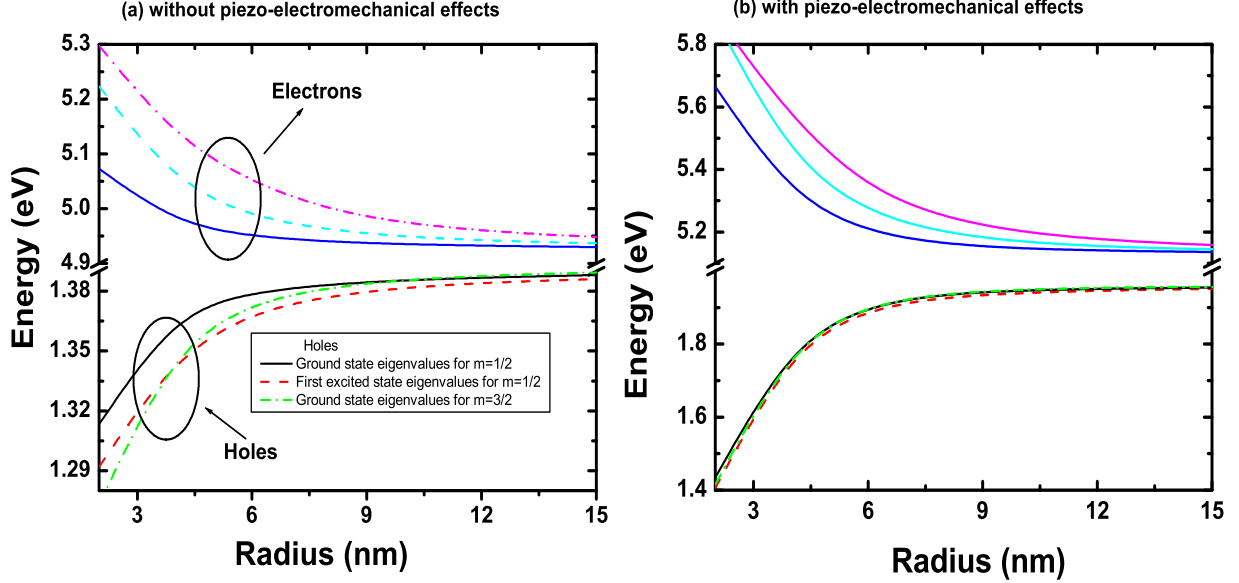 (a) without piezo-electromechanical effects
5.3
5.2
5.1
5.0
4.9
1.38
1.35
1.32
1.29
Energy (eV)
Electrons
Holes
Ground state eigenvalues for m=1/2
First excited state eigenvalues for m=1/2
Ground state eigenvalues for m=3/2
Holes
3 6 9 12 15
Radius (nm)
(b) with piezo-electromechanical effects
5.8
5.6
5.4
5.2
1.8
1.6
1.4
Energy (eV)
3 6 9 12 15
Radius (nm)